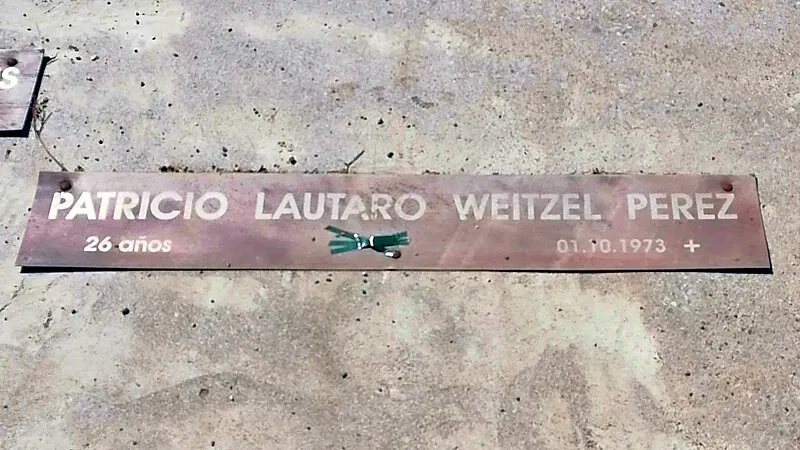 s
PATRICIO LAUTARO WEITZEL PEREZ
26 años 01.10.1973 +